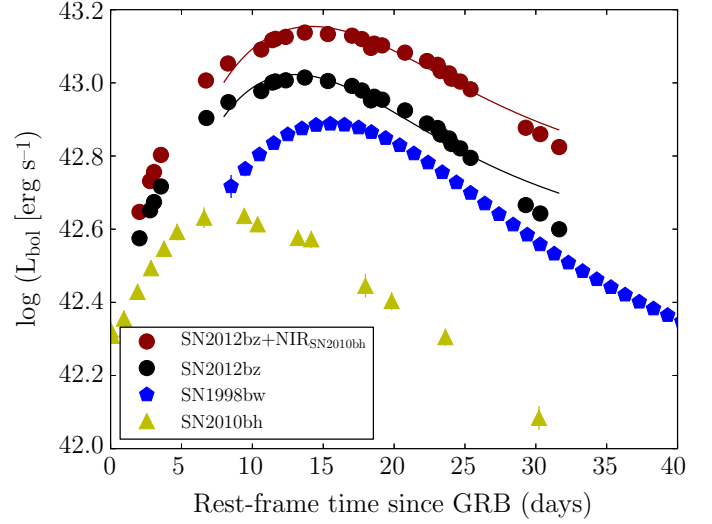 log (L_bol [erg s⁻¹]
43.2
43.0
42.8
42.6
42.4
42.2
42.0
SN2012bz+NIR_SN2010bh
SN2012bz
SN1998bw
SN2010bh
0 5 10 15 20 25 30 35 40
Rest-frame time since GRB (days)